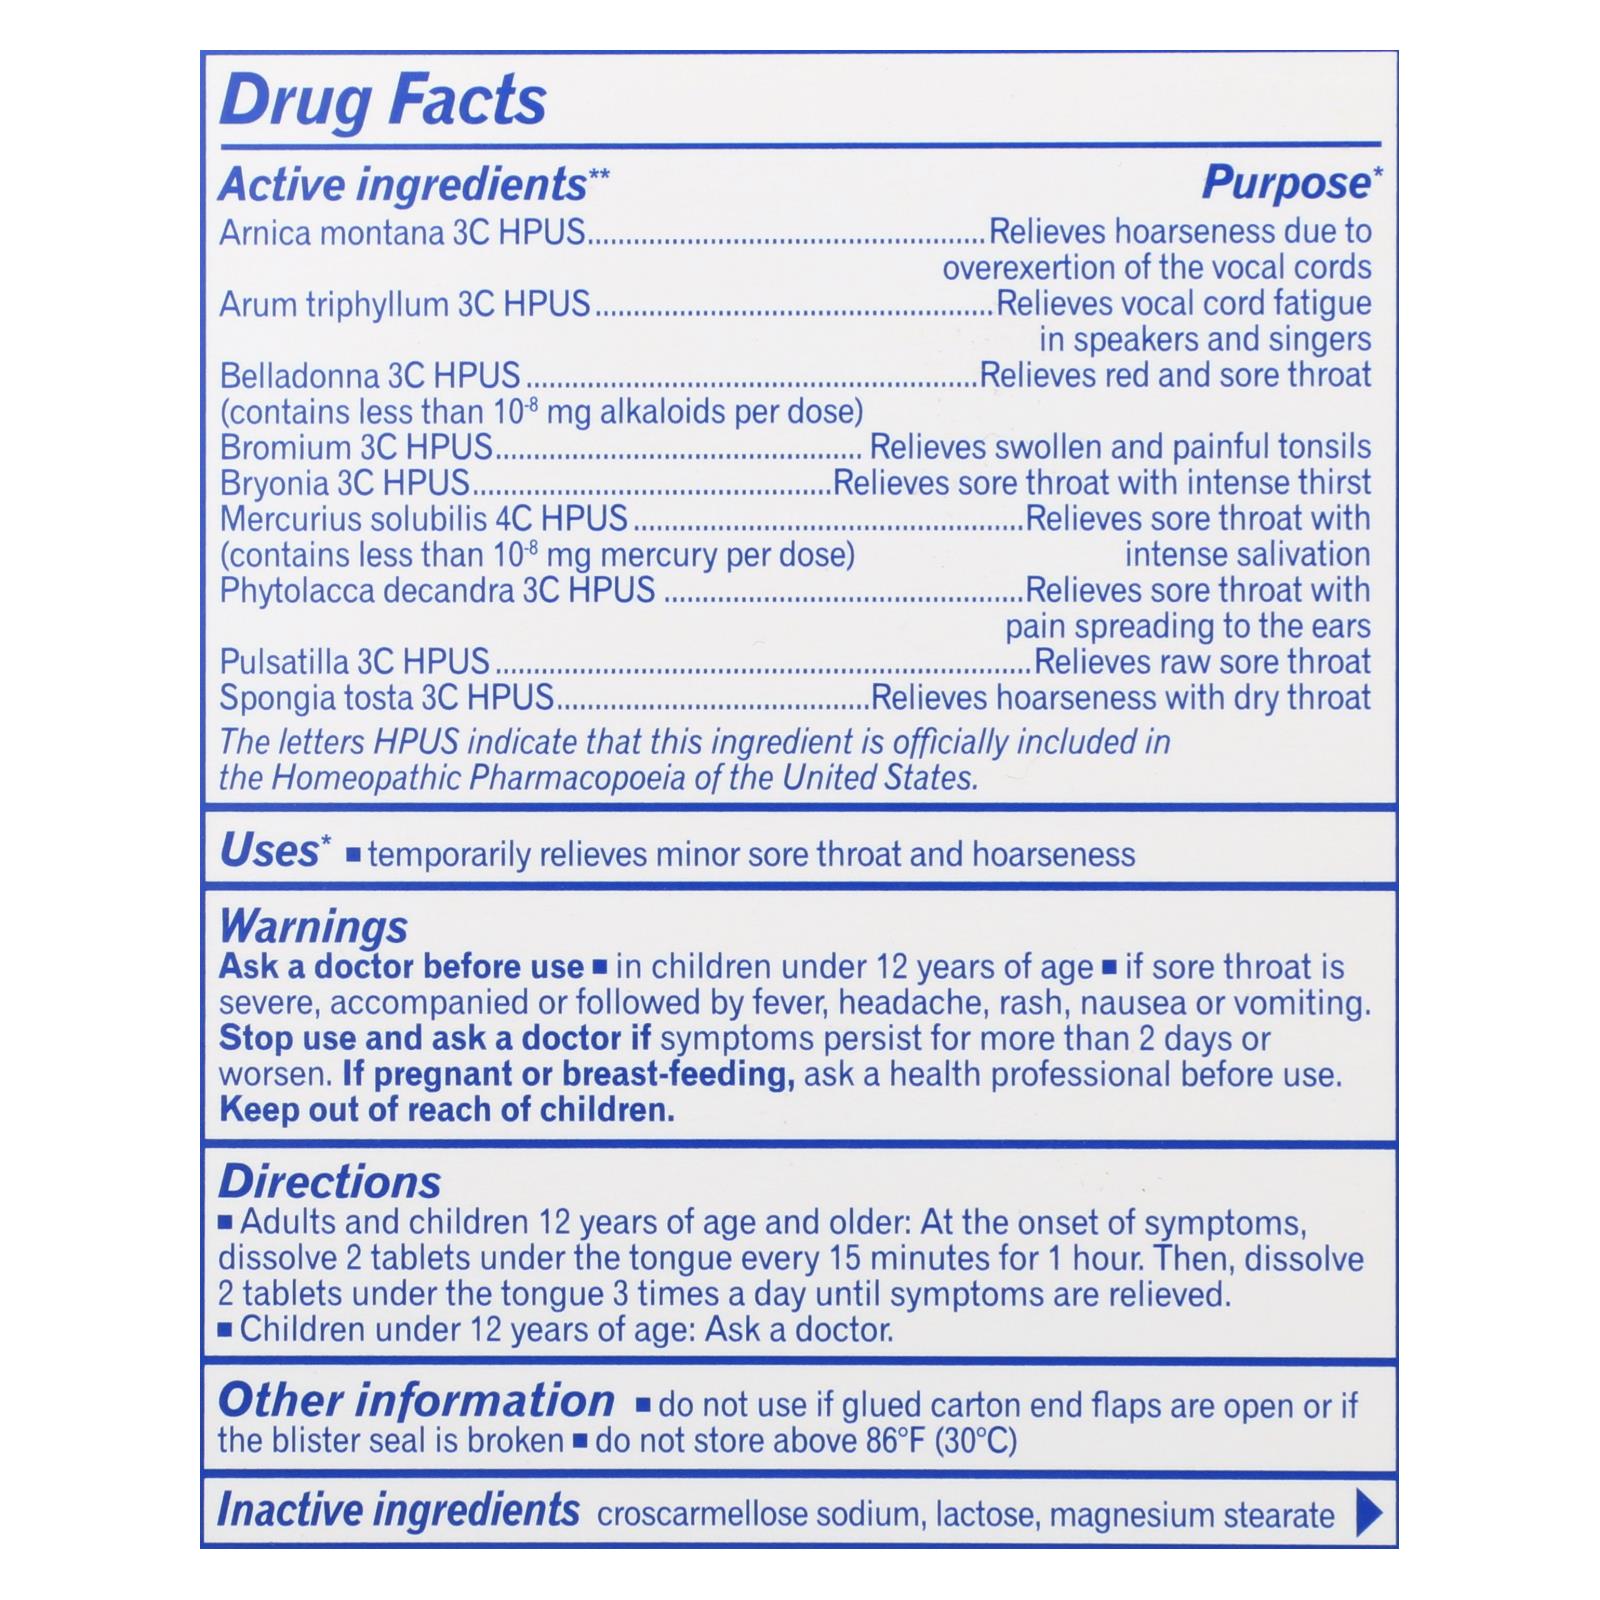 Drug Facts
Active ingredients** Purpose*
Arnica montana 3C HPUS..................................................Relieves hoarseness due to
overexertion of the vocal cords
Arum triphyllum 3C HPUS..................................................Relieves vocal cord fatigue
in speakers and singers
Belladonna 3C HPUS..................................................Relieves red and sore throat
(contains less than 10⁻⁸ mg alkaloids per dose)
Bromium 3C HPUS.............................................. Relieves swollen and painful tonsils
Bryonia 3C HPUS.............................................Relieves sore throat with intense thirst
Mercurius solubilis 4C HPUS.................................................Relieves sore throat with
(contains less than 10⁻⁸ mg mercury per dose) intense salivation
Phytolacca decandra 3C HPUS .............................................Relieves sore throat with
pain spreading to the ears
Pulsatilla 3C HPUS....................................................................Relieves raw sore throat
Spongia tosta 3C HPUS.......................................Relieves hoarseness with dry throat
The letters HPUS indicate that this ingredient is officially included in
the Homeopathic Pharmacopoeia of the United States.
Uses* ■ temporarily relieves minor sore throat and hoarseness
Warnings
Ask a doctor before use ■ in children under 12 years of age ■ if sore throat is
severe, accompanied or followed by fever, headache, rash, nausea or vomiting.
Stop use and ask a doctor if symptoms persist for more than 2 days or
worsen. If pregnant or breast-feeding, ask a health professional before use.
Keep out of reach of children.
Directions
■ Adults and children 12 years of age and older: At the onset of symptoms,
dissolve 2 tablets under the tongue every 15 minutes for 1 hour. Then, dissolve
2 tablets under the tongue 3 times a day until symptoms are relieved.
■ Children under 12 years of age: Ask a doctor.
Other information ■ do not use if glued carton end flaps are open or if
the blister seal is broken ■ do not store above 86°F (30°C)
Inactive ingredients croscarmellose sodium, lactose, magnesium stearate